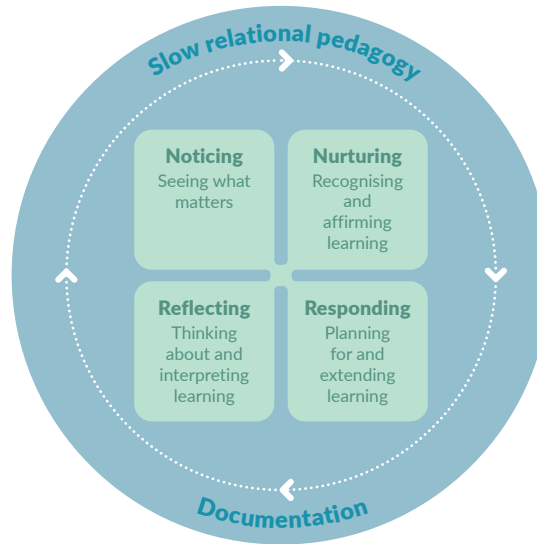 Slow relational pedagogy
Noticing
Seeing what
matters
Nurturing
Recognising
and
affirming
learning
Reflecting
Thinking
about and
interpreting
learning
Responding
Planning
for and
extending
learning
Documentation